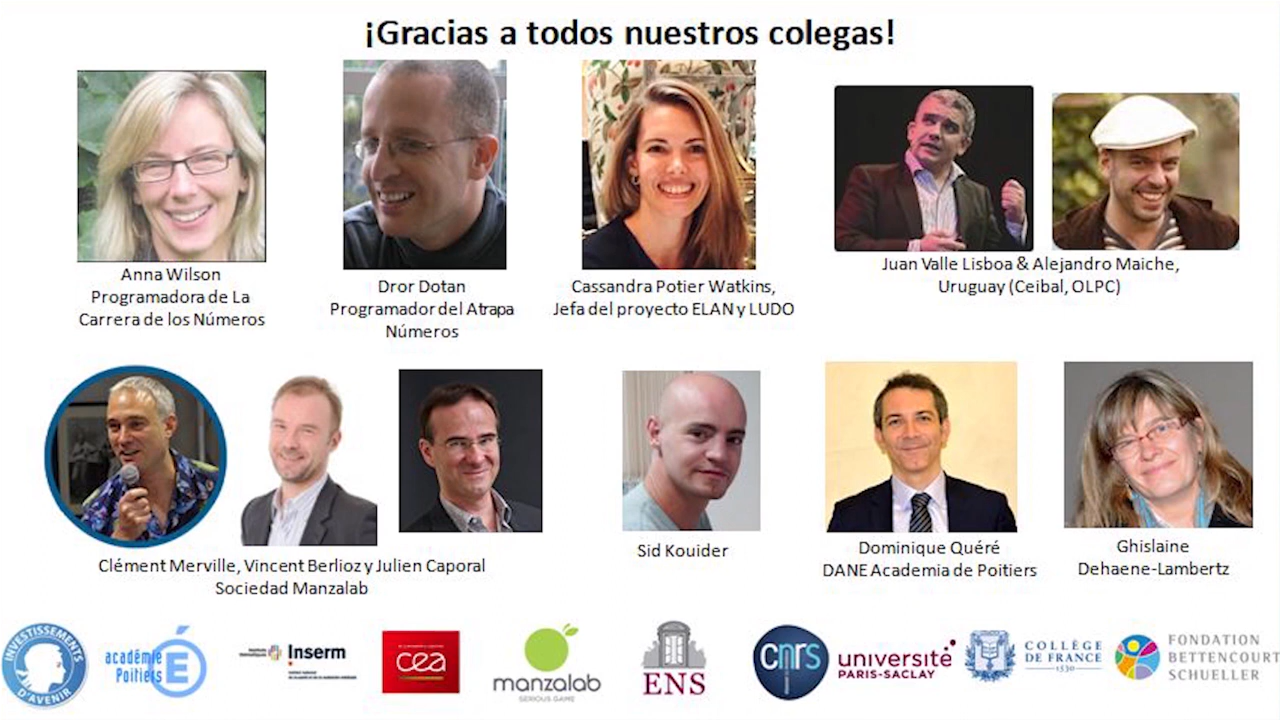 ¡Gracias a todos nuestros colegas!
Anna Wilson
Programadora de La
Carrera de los Números
Dror Dotan
Programador del Atrapa
Números
Cassandra Potier Watkins,
Jefa del proyecto ELAN y LUDO
Juan Valle Lisboa & Alejandro Maiche,
Uruguay (Ceibal, OLPC)
Clément Merville, Vincent Berlioz y Julien Caporal
Sociedad Manzalab
Sid Kouider
Dominique Quéré
DANE Academia de Poitiers
Ghislaine
Dehaene-Lambertz
INVESTISSEMENTS
D'AVENIR
académie
Poitiers
É
Inserm
cea
manzalab
SERIOUS GAME
ENS
cnrs
université
PARIS-SACLAY
COLLÈGE
DE FRANCE
1530
FONDATION
BETTENCOURT
SCHUELLER